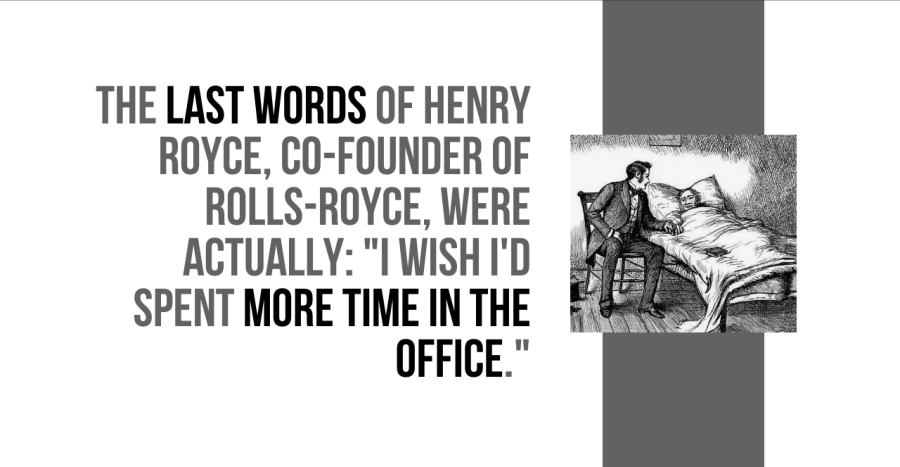 THE LAST WORDS OF HENRY
ROYCE, CO-FOUNDER OF
ROLLS-ROYCE, WERE
ACTUALLY: "I WISH I'D
SPENT MORE TIME IN THE
OFFICE."